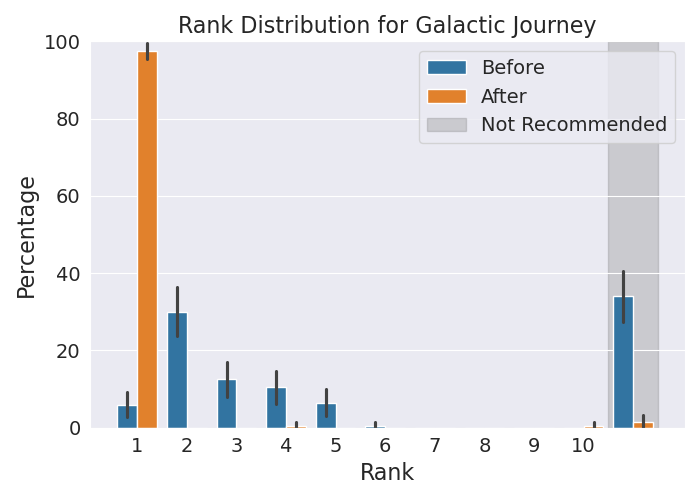 Rank Distribution for Galactic Journey
100
80
60
40
20
0
Percentage
Before
After
Not Recommended
1 2 3 4 5 6 7 8 9 10
Rank